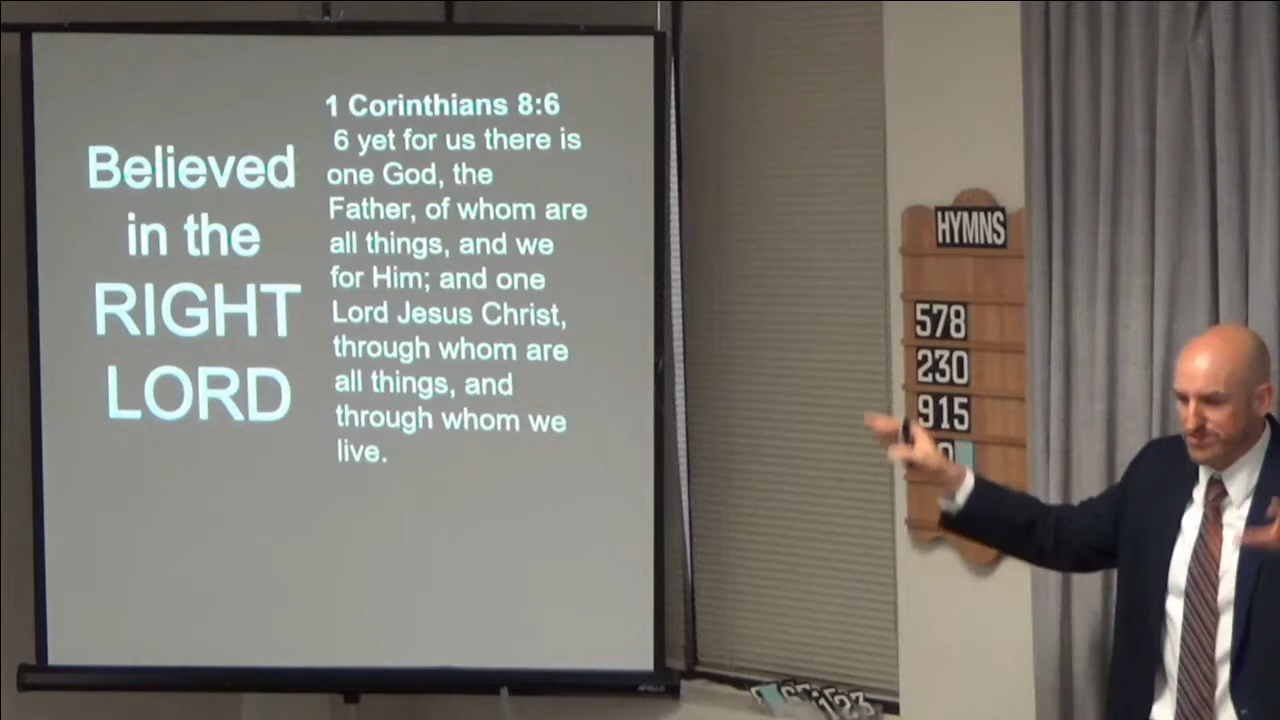 Believed
in the
RIGHT
LORD
1 Corinthians 8:6
6 yet for us there is
one God, the
Father, of whom are
all things, and we
for Him; and one
Lord Jesus Christ,
through whom are
all things, and
through whom we
live.
HYMNS
578
230
915